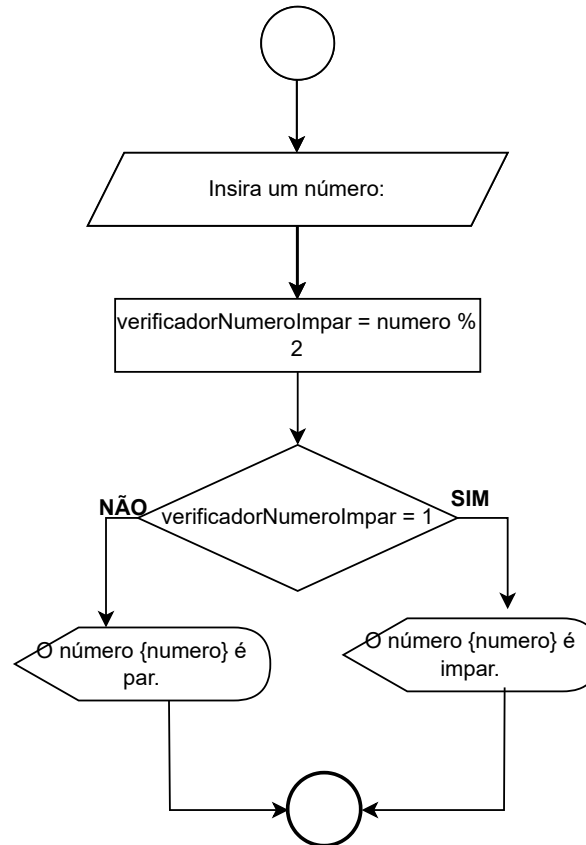 Insira um número:
verificadorNumeroImpar = numero %
2
NÃO
verificadorNumeroImpar = 1
SIM
O número {numero} é
par.
O número {numero} é
impar.